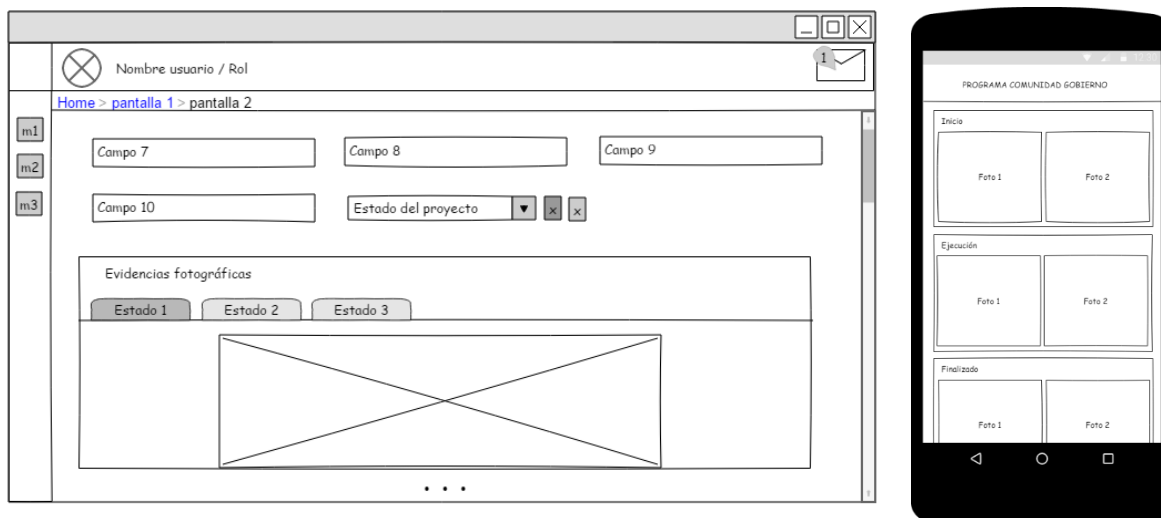 Nombre usuario / Rol
1
Home > pantalla 1 > pantalla 2
m1
m2
m3
Campo 7
Campo 8
Campo 9
Campo 10
Estado del proyecto
x
x
Evidencias fotográficas
Estado 1
Estado 2
Estado 3
. . .
12:30
PROGRAMA COMUNIDAD GOBIERNO
Inicio
Foto 1
Foto 2
Ejecución
Foto 1
Foto 2
Finalizado
Foto 1
Foto 2